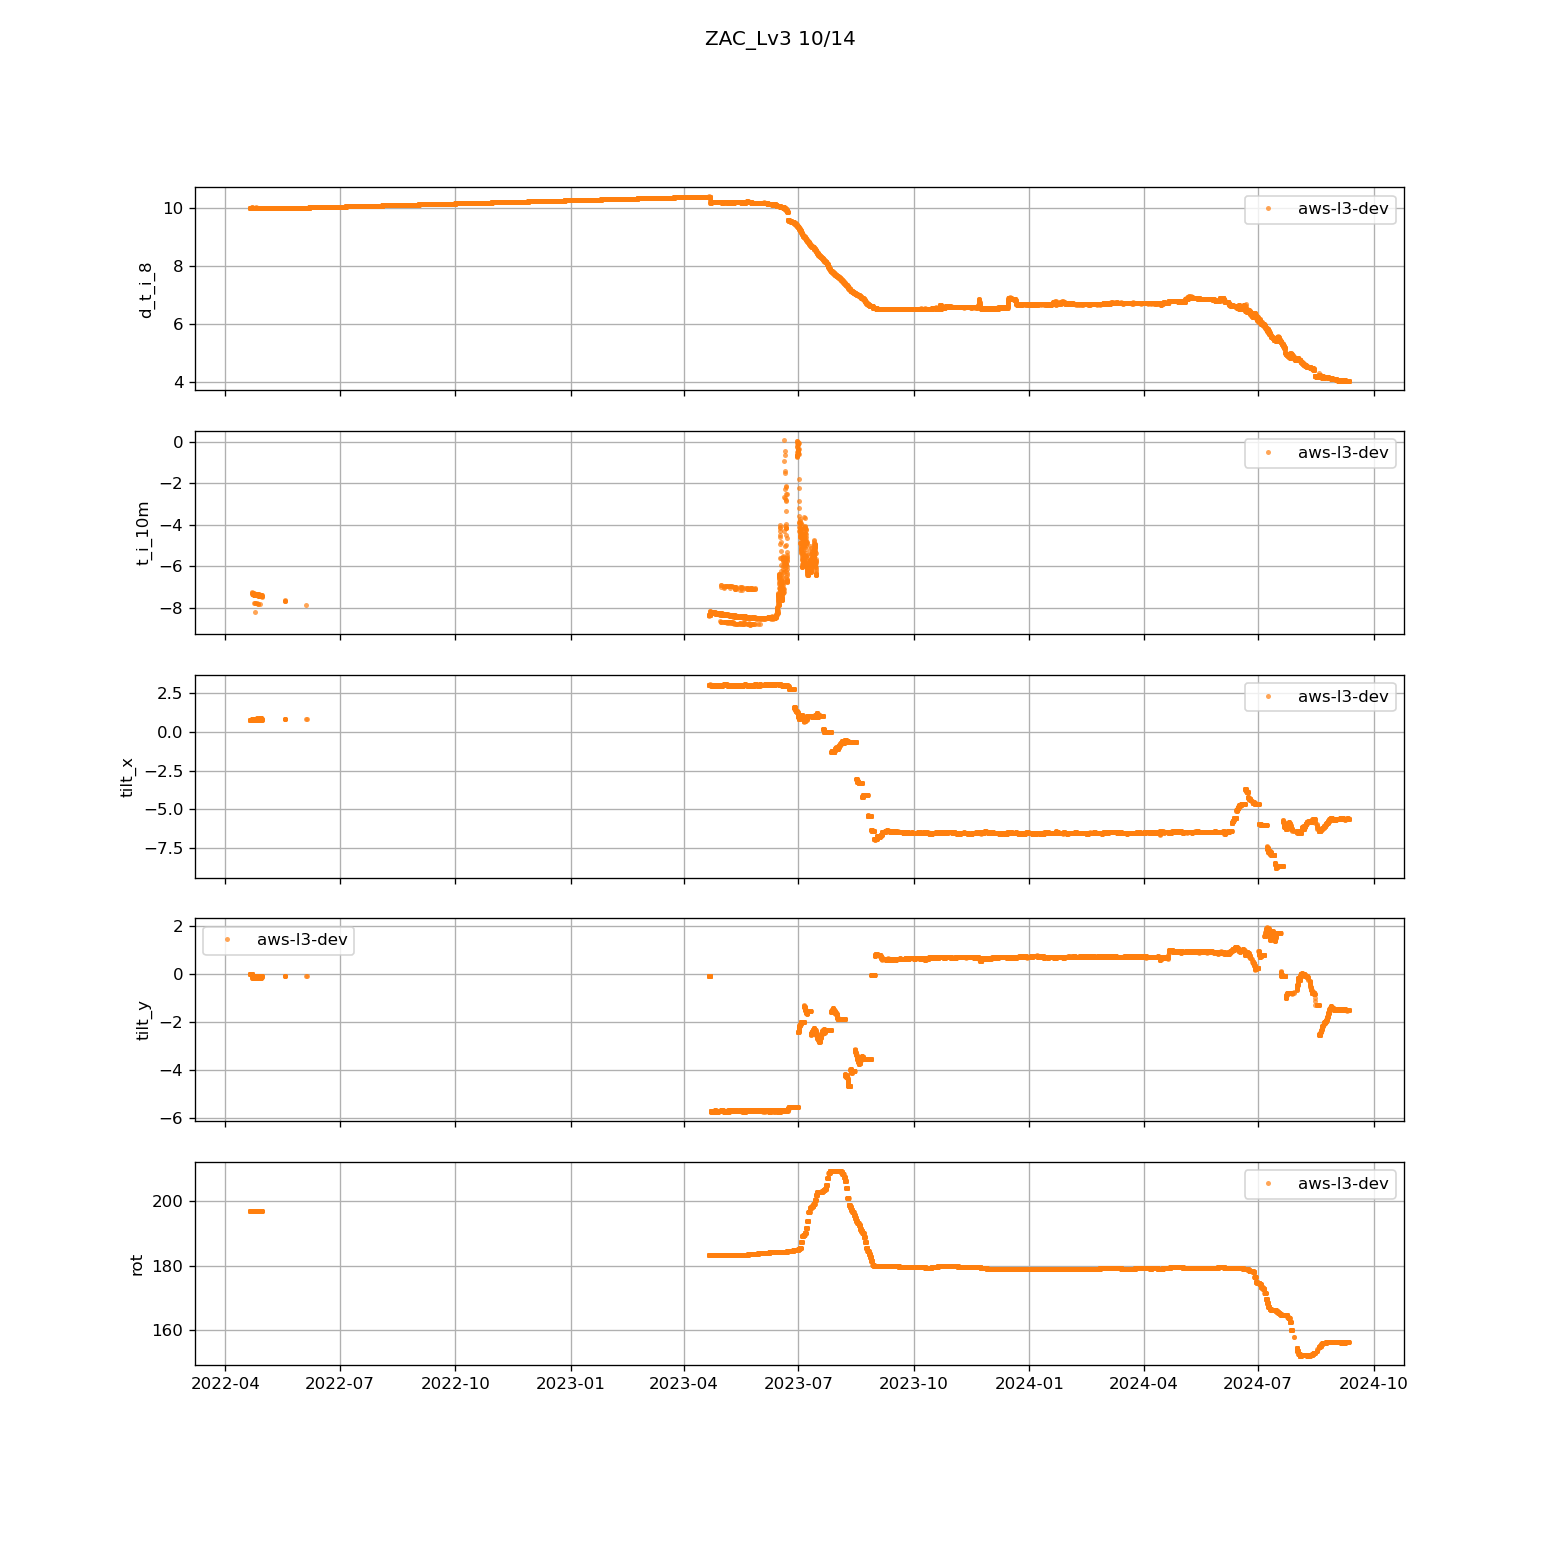 ZAC_Lv3 10/14
10
8
6
4
d_t_i_8
aws-l3-dev
0
−2
−4
−6
−8
t_i_10m
aws-l3-dev
2.5
0.0
−2.5
−5.0
−7.5
tilt_x
aws-l3-dev
2
0
−2
−4
−6
tilt_y
aws-l3-dev
200
180
160
rot
aws-l3-dev
2022-04 2022-07 2022-10 2023-01 2023-04 2023-07 2023-10 2024-01 2024-04 2024-07 2024-10